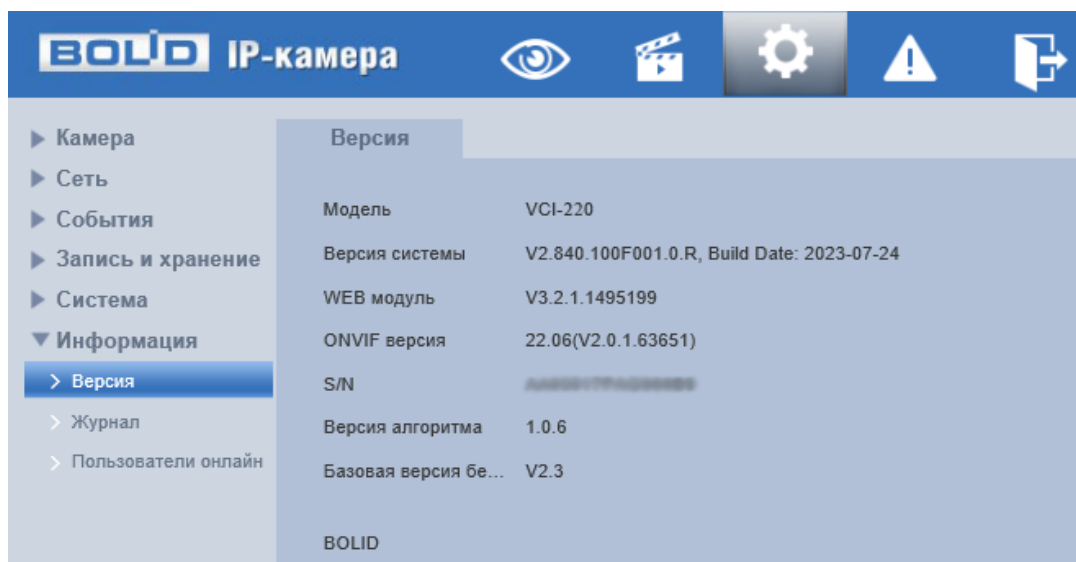 BOLID IP-камера
Камера
Сеть
События
Запись и хранение
Система
Информация
Версия
Журнал
Пользователи онлайн
Версия
Модель VCI-220
Версия системы V2.840.100F001.0.R, Build Date: 2023-07-24
WEB модуль V3.2.1.1495199
ONVIF версия 22.06(V2.0.1.63651)
S/N
Версия алгоритма 1.0.6
Базовая версия бе... V2.3
BOLID